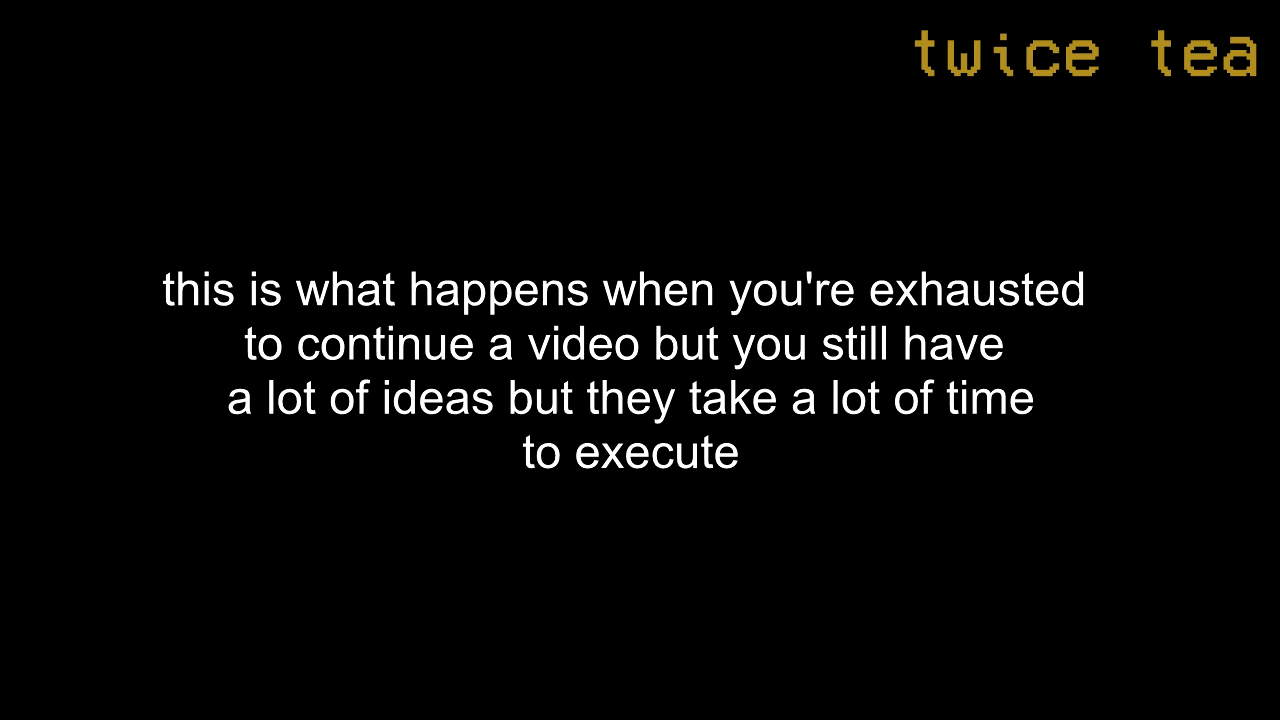 twice tea
this is what happens when you're exhausted
to continue a video but you still have
a lot of ideas but they take a lot of time
to execute